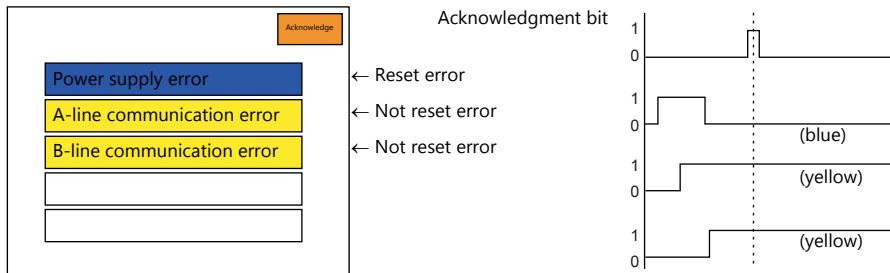 Acknowledge
Power supply error
← Reset error
A-line communication error
← Not reset error
B-line communication error
← Not reset error
Acknowledgment bit
1
0
1
0
(blue)
1
0
(yellow)
1
0
(yellow)